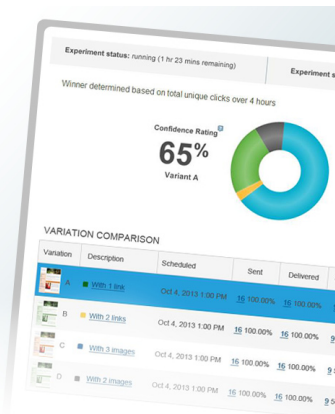 Experiment status: running (1 hr 23 mins remaining)
Experiment s
Winner determined based on total unique clicks over 4 hours
Confidence Rating
65%
Variant A
VARIATION COMPARISON
Variation Description Scheduled Sent Delivered
A With 1 link Oct 4, 2013 1:00 PM 16 100.00% 16 100.00%
B With 2 links Oct 4, 2013 1:00 PM 16 100.00% 16 100.00% 9
C With 3 images Oct 4, 2013 1:00 PM 16 100.00% 16 100.00% 9
D With 2 images Oct 4, 2013 1:00 PM 16 100.00% 16 100.00% 9 5